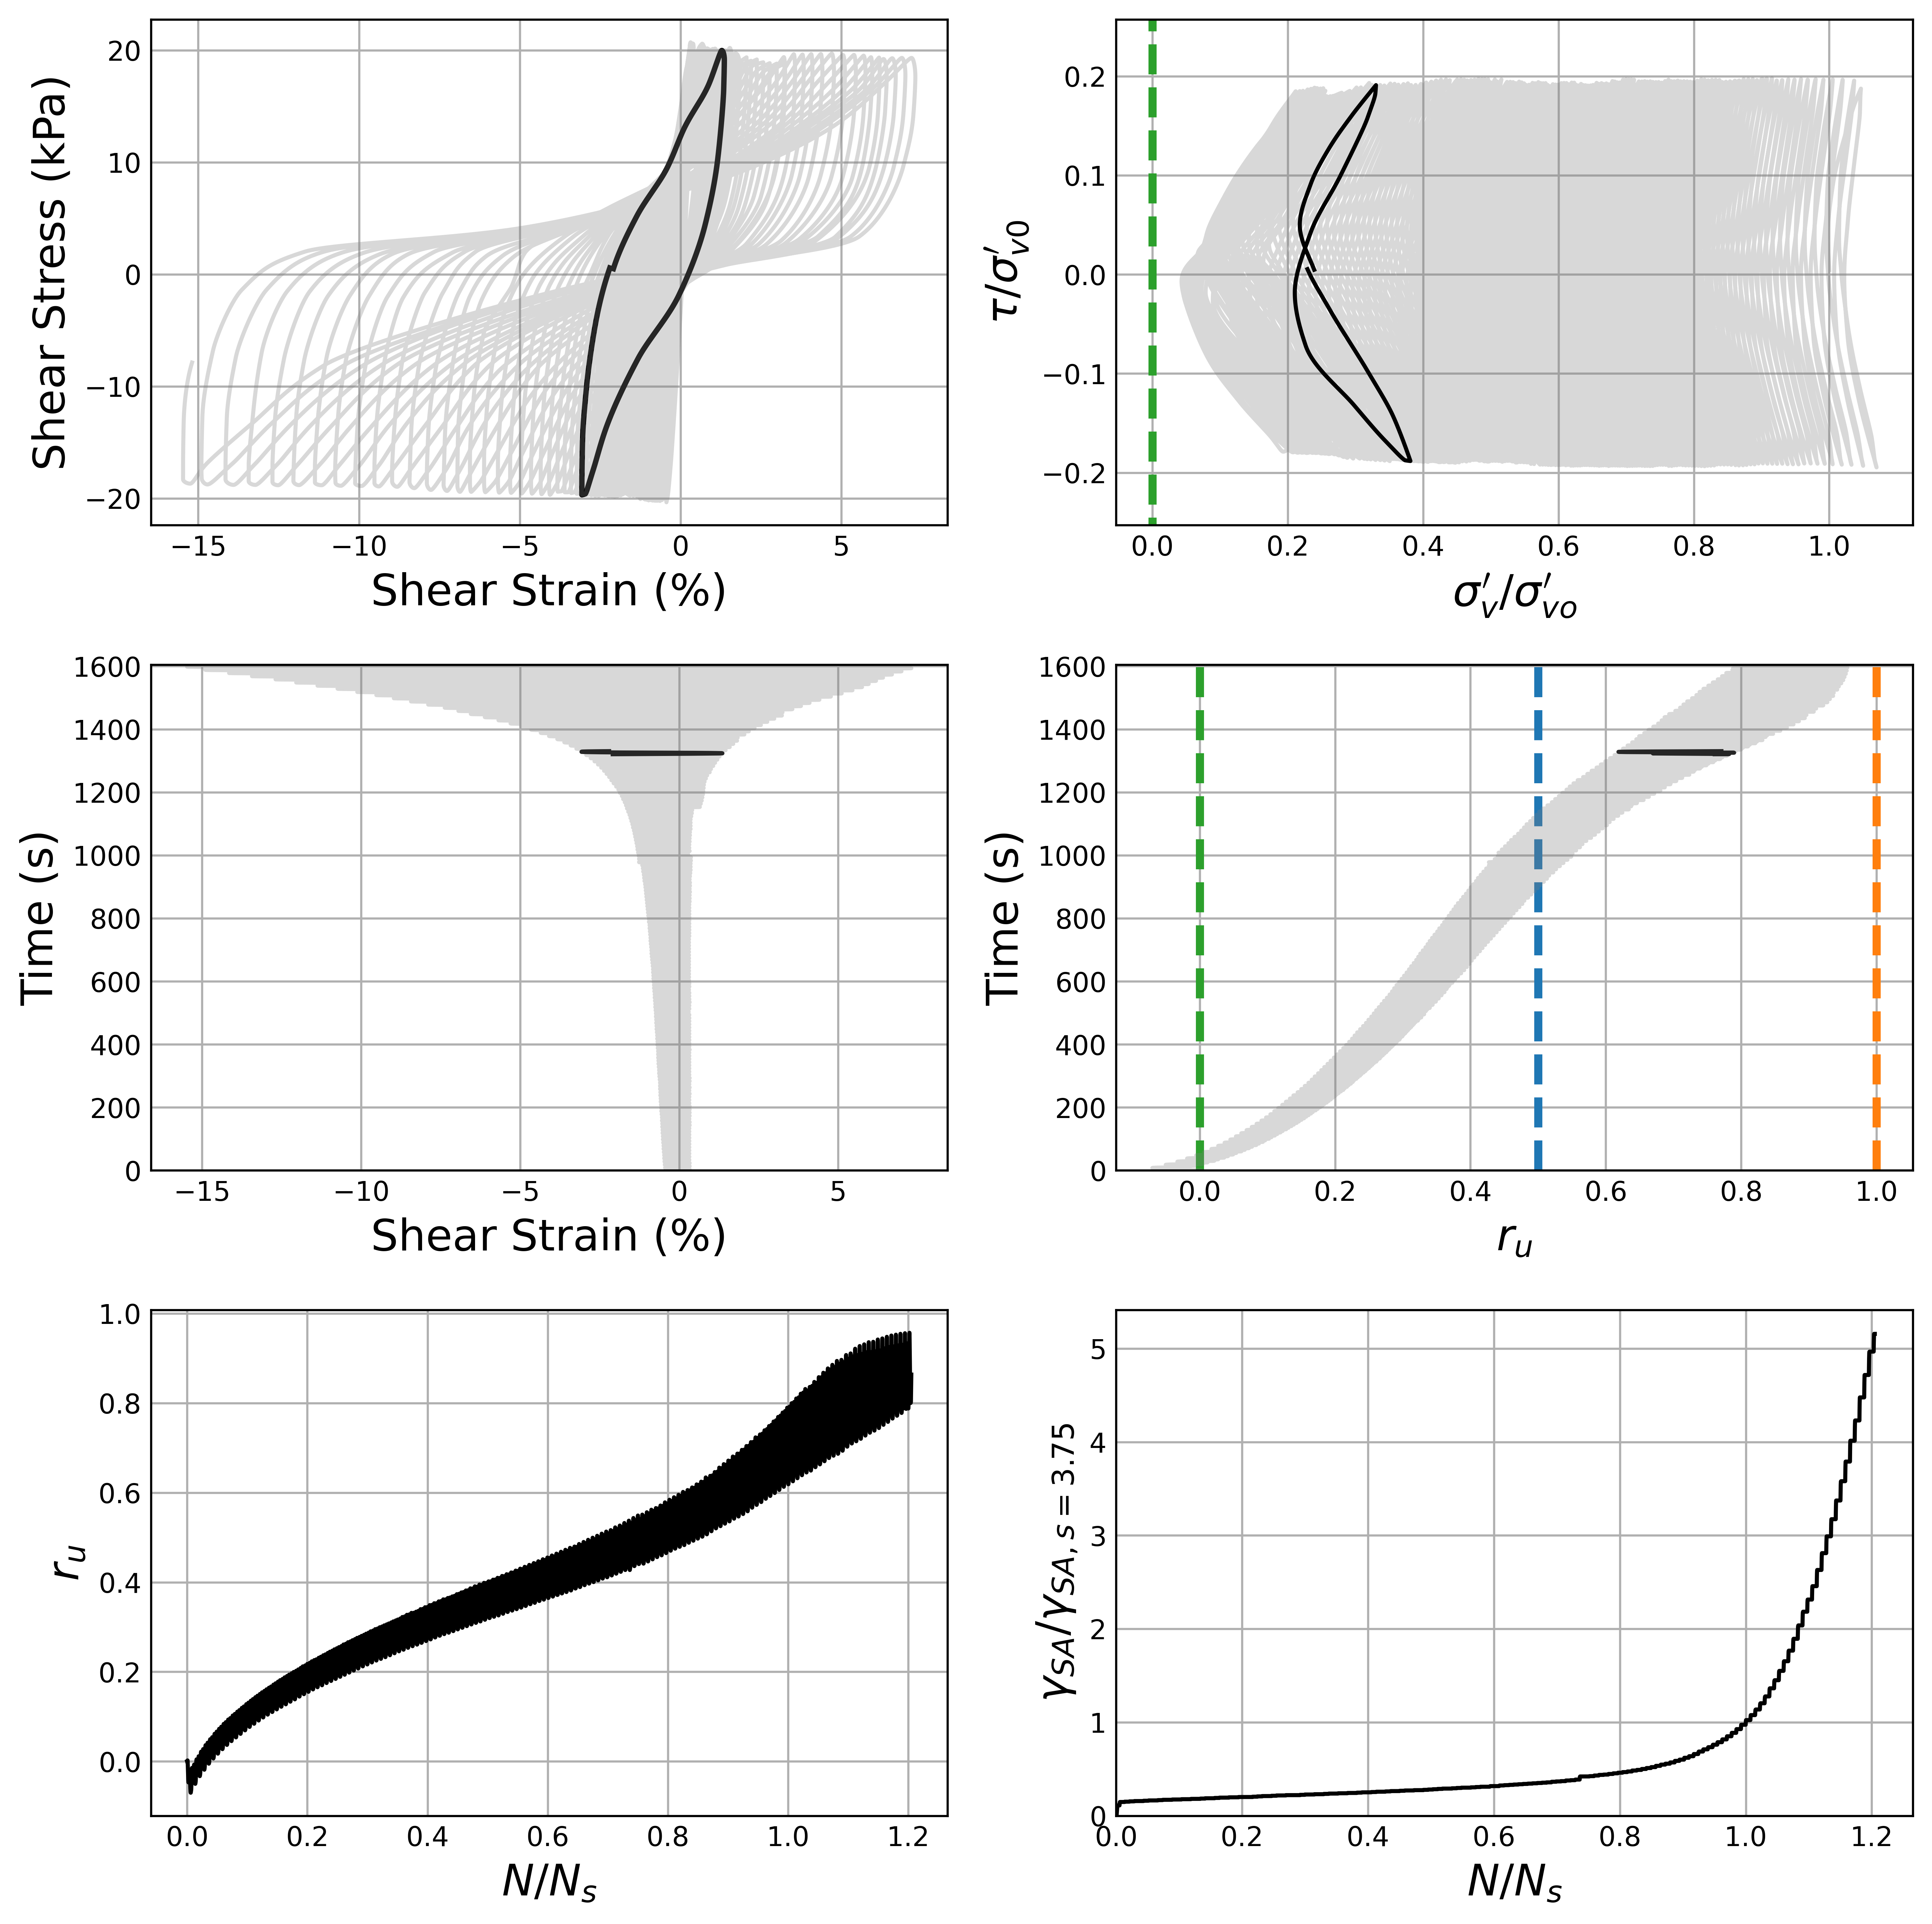 20
10
0
−10
−20
Shear Stress (kPa)
−15 −10 −5 0 5
Shear Strain (%)
0.2
0.1
0.0
−0.1
−0.2
τ/σ′v0
0.0 0.2 0.4 0.6 0.8 1.0
σ′v/σ′vo
1600
1400
1200
1000
800
600
400
200
0
Time (s)
−15 −10 −5 0 5
Shear Strain (%)
1600
1400
1200
1000
800
600
400
200
0
Time (s)
0.0 0.2 0.4 0.6 0.8 1.0
ru
1.0
0.8
0.6
0.4
0.2
0.0
ru
0.0 0.2 0.4 0.6 0.8 1.0 1.2
N/Ns
5
4
3
2
1
0
γSA/γSA, s = 3.75
0.0 0.2 0.4 0.6 0.8 1.0 1.2
N/Ns